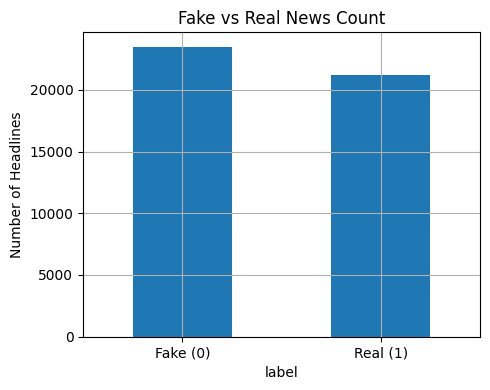 Fake vs Real News Count
Number of Headlines
20000
15000
10000
5000
0
Fake (0)
Real (1)
label